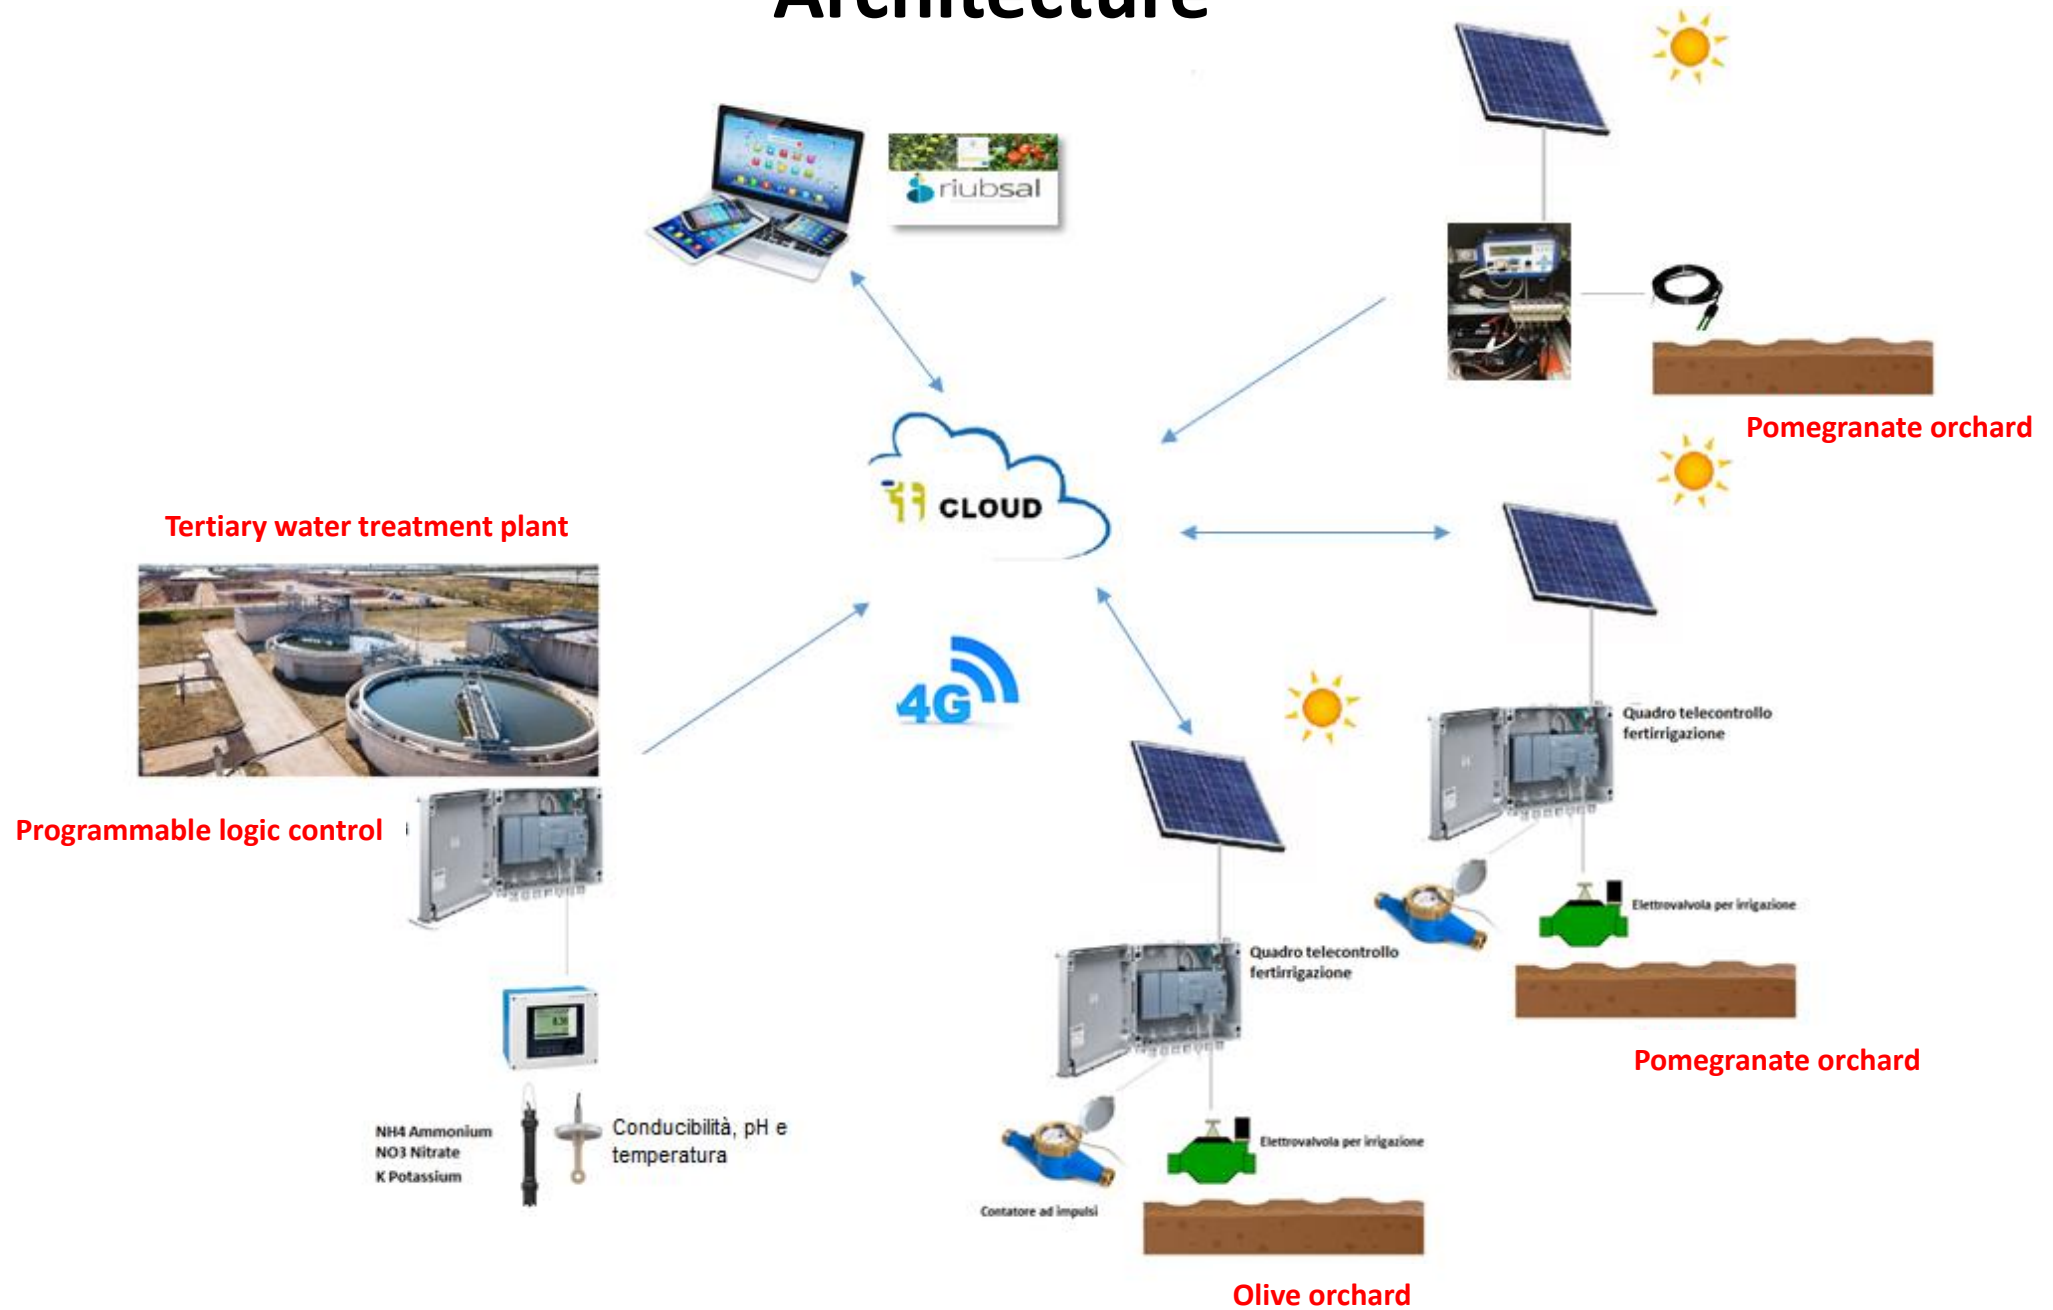 Architecture
riubsal
Pomegranate orchard
CLOUD
Tertiary water treatment plant
4G
Quadro telecontrollo
fertirrigazione
Programmable logic control
Elettrovalvola per irrigazione
Quadro telecontrollo
fertirrigazione
Pomegranate orchard
NH4 Ammonium
NO3 Nitrate
K Potassium
Conducibilità, pH e
temperatura
Elettrovalvola per irrigazione
Contatore ad impulsi
Olive orchard